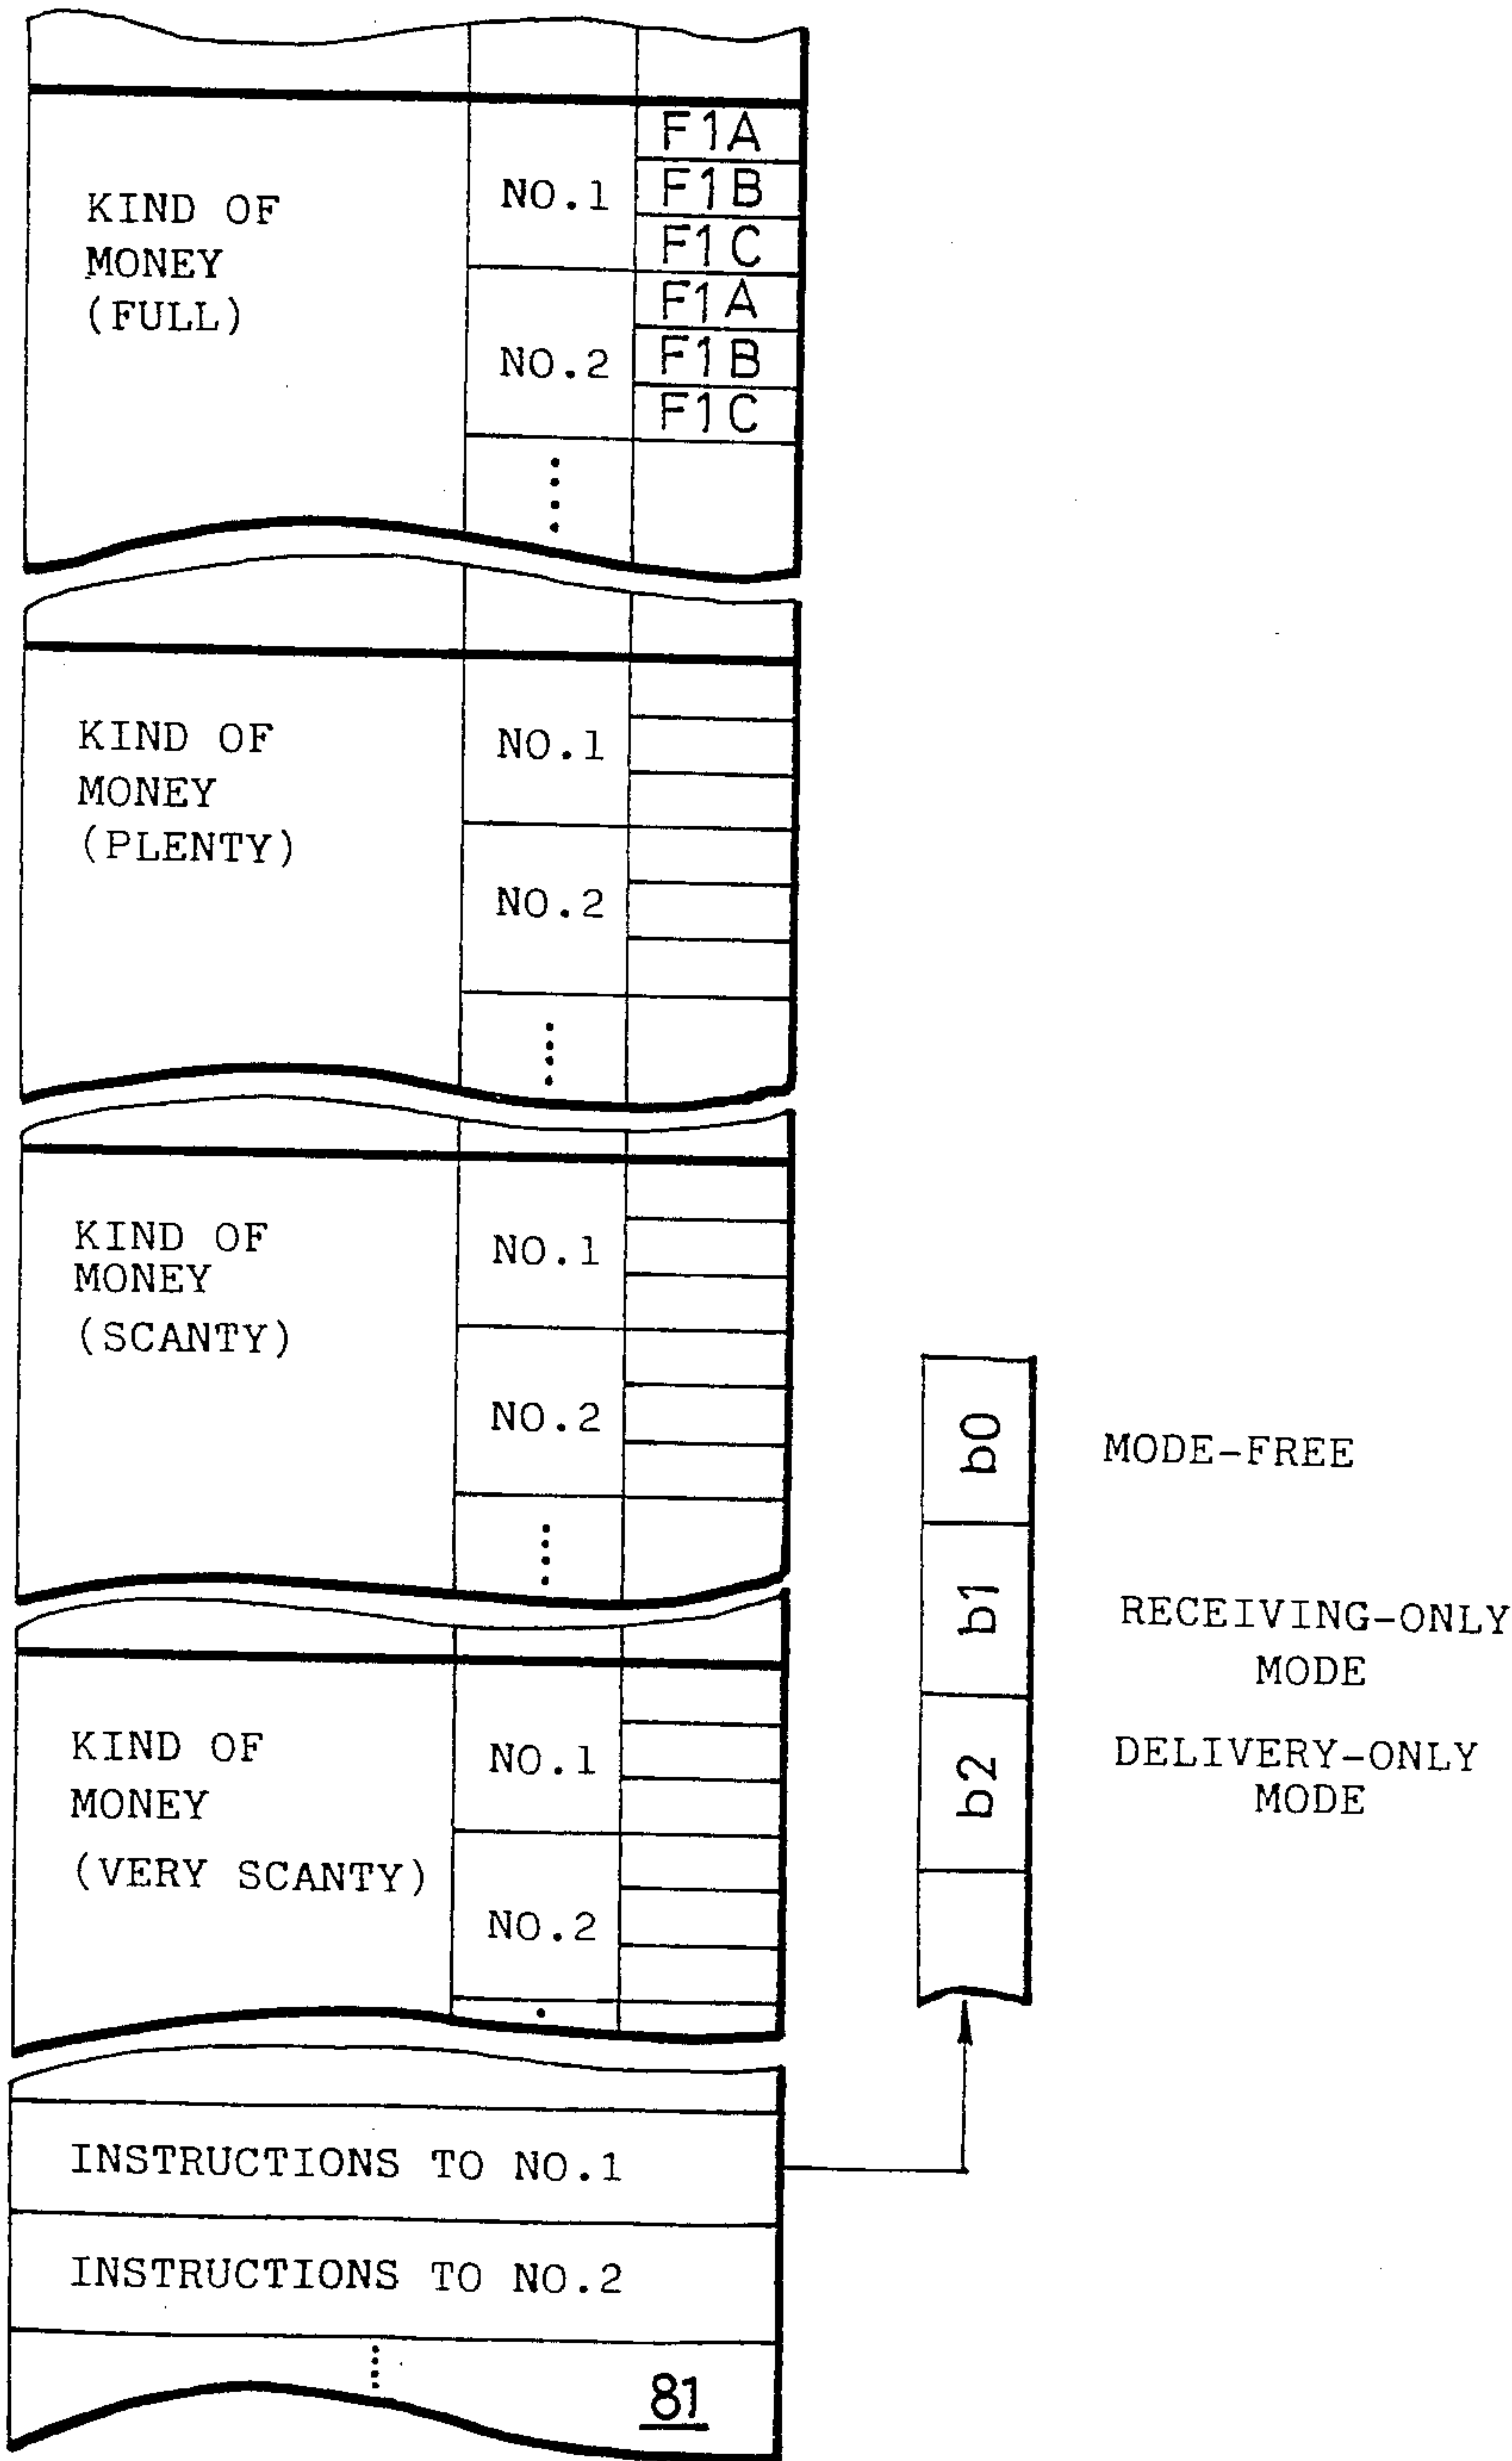 KIND OF
MONEY
(FULL)
NO.1
F1A
F1B
F1C
NO.2
F1A
F1B
F1C
KIND OF
MONEY
(PLENTY)
NO.1
NO.2
KIND OF
MONEY
(SCANTY)
NO.1
NO.2
KIND OF
MONEY
(VERY SCANTY)
NO.1
NO.2
INSTRUCTIONS TO NO.1
INSTRUCTIONS TO NO.2
81
b0
MODE-FREE
b1
RECEIVING-ONLY
MODE
b2
DELIVERY-ONLY
MODE